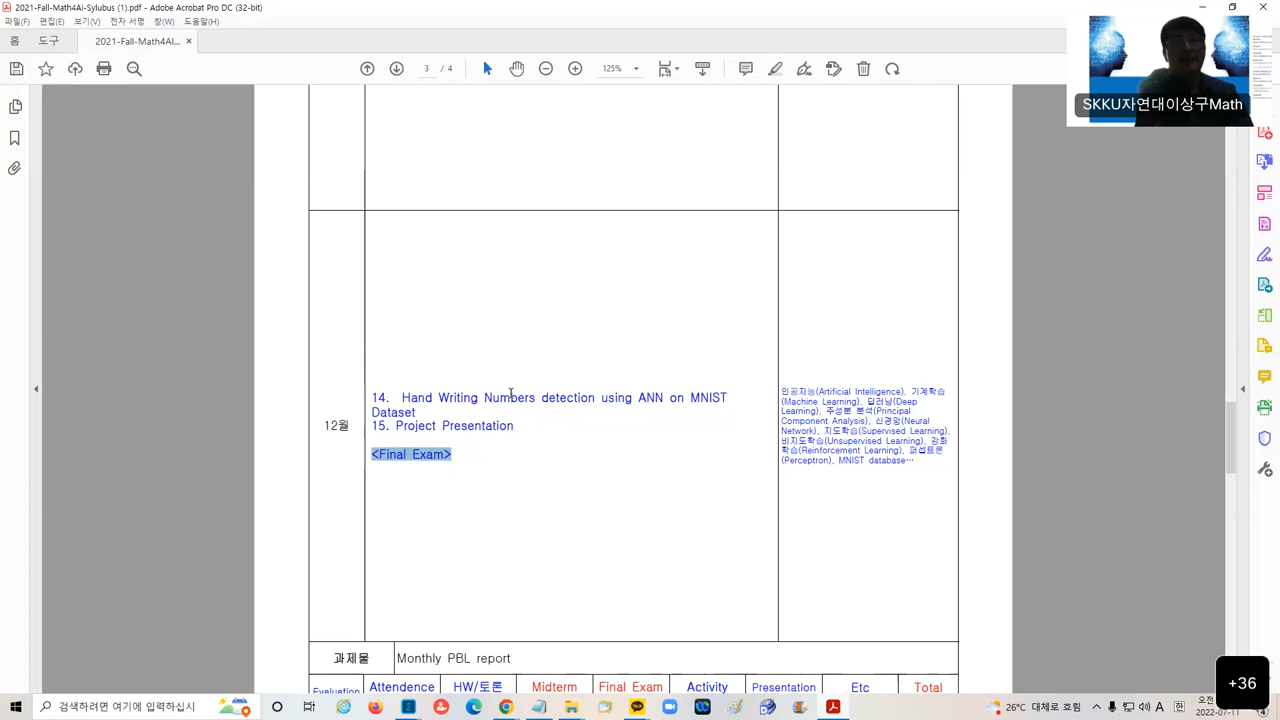 2021-Fall-Math4AI-Sylubus (1).pdf - Adobe Acrobat Pro DC (32-bit)
파일(F) 편집(E) 보기(V) 전자 서명 창(W) 도움말(H)
홈 도구 2021-Fall-Math4AI... ×
125%
SKKU자연대이상구Math
14. Hand Writing Numbers detection using ANN on MNIST
Dataset
12월
15. Project Presentation
<Final Exam>
인공지능(Artificial Intelligence), 기계학습
(Machine Learning), 딥러닝(Deep
Learning), 주성분 분석(Principal
Component Analysis), 신경망(Neural
Network), 지도학습(Supervised Learning),
비지도학습(Unsupervised Learning), 강화
학습(Reinforcement Learning), 퍼셉트론
(Perceptron), MNIST database…
과제물 Monthly PBL report
Evaluation Attendence HW/토론 Midterm Final Exam Activity Presentation Etc Total
+36
검색하려면 여기에 입력하십시
26°C 대체로 흐림 A 한
오전
2022-07-11